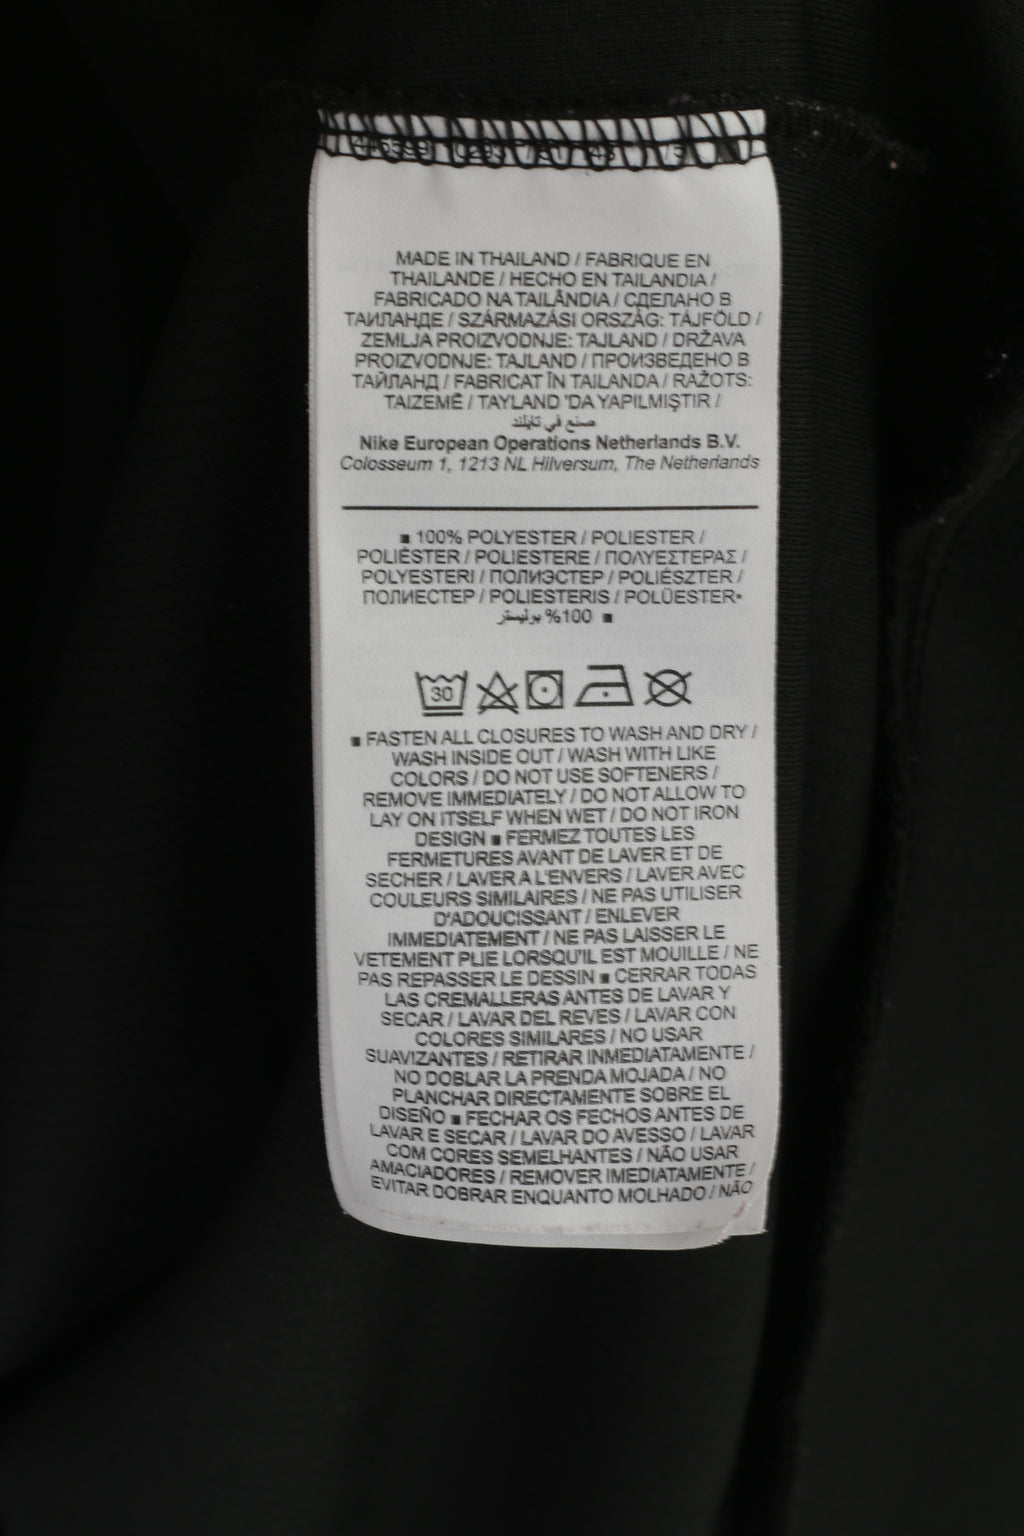 MADE IN THAILAND / FABRIQUE EN
THAILANDE / HECHO EN TAILANDIA /
FABRICADO NA TAILÂNDIA / СДЕЛАНО В
ТАИЛАНДЕ / SZÁRMAZÁSI ORSZÁG: TÁJFÖLD /
ZEMLJA PROIZVODNJE: TAJLAND / DRŽAVA
PROIZVODNJE: TAJLAND / ПРОИЗВЕДЕНО В
ТАЙЛАНД / FABRICAT ÎN TAILANDA / RAŽOTS:
TAIZEMĒ / TAYLAND 'DA YAPILMIŞTIR /
صنع في تايلند
Nike European Operations Netherlands B.V.
Colosseum 1, 1213 NL Hilversum, The Netherlands
■ 100% POLYESTER / POLIESTER /
POLIÉSTER / POLIESTERE / ΠΟΛΥΕΣΤΕΡΑΣ /
POLYESTERI / ПОЛИЭСТЕР / POLIÉSZTER /
ПОЛИЕСТЕР / POLIESTERIS / POLÜESTER•
100% بوليستر ■
30
■ FASTEN ALL CLOSURES TO WASH AND DRY /
WASH INSIDE OUT / WASH WITH LIKE
COLORS / DO NOT USE SOFTENERS /
REMOVE IMMEDIATELY / DO NOT ALLOW TO
LAY ON ITSELF WHEN WET / DO NOT IRON
DESIGN ■ FERMEZ TOUTES LES
FERMETURES AVANT DE LAVER ET DE
SECHER / LAVER A L'ENVERS / LAVER AVEC
COULEURS SIMILAIRES / NE PAS UTILISER
D'ADOUCISSANT / ENLEVER
IMMEDIATEMENT / NE PAS LAISSER LE
VETEMENT PLIE LORSQU'IL EST MOUILLE / NE
PAS REPASSER LE DESSIN ■ CERRAR TODAS
LAS CREMALLERAS ANTES DE LAVAR Y
SECAR / LAVAR DEL REVES / LAVAR CON
COLORES SIMILARES / NO USAR
SUAVIZANTES / RETIRAR INMEDIATAMENTE /
NO DOBLAR LA PRENDA MOJADA / NO
PLANCHAR DIRECTAMENTE SOBRE EL
DISEÑO ■ FECHAR OS FECHOS ANTES DE
LAVAR E SECAR / LAVAR DO AVESSO / LAVAR
COM CORES SEMELHANTES / NÃO USAR
AMACIADORES / REMOVER IMEDIATAMENTE /
EVITAR DOBRAR ENQUANTO MOLHADO / NÃO